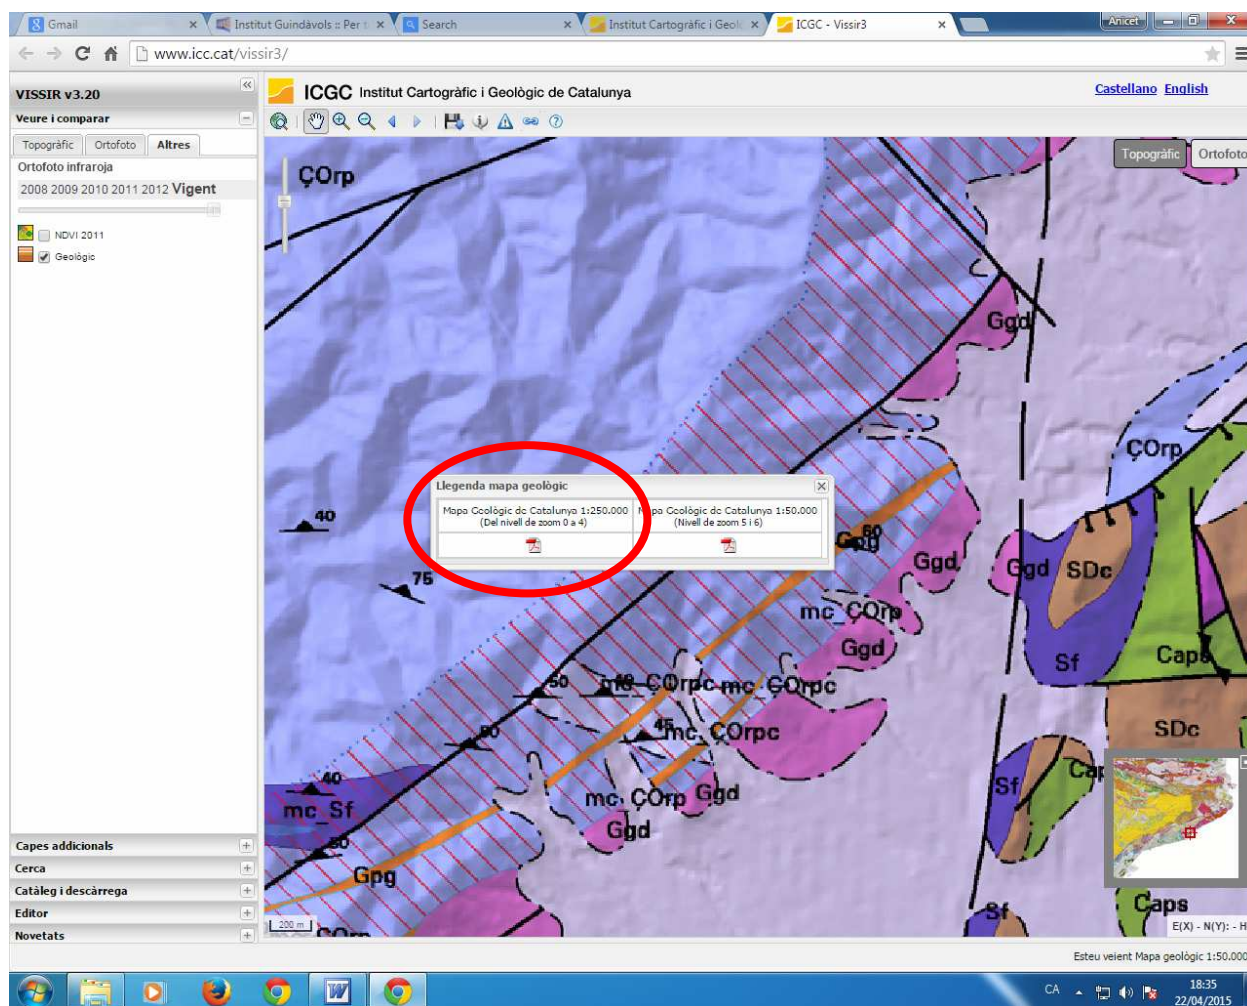 Gmail
Institut Guindàvols :: Per t
Search
Institut Cartogràfic i Geolò
ICGC - Vissir3
Anicet
www.icc.cat/vissir3/
VISSIR v3.20
ICGC Institut Cartogràfic i Geològic de Catalunya
Castellano English
Veure i comparar
Topogràfic Ortofoto Altres
Ortofoto infraroja
2008 2009 2010 2011 2012 Vigent
NDVI 2011
Geològic
Topogràfic Ortofoto
ÇOrp
Ggd
ÇOrp
Llegenda mapa geològic
Mapa Geològic de Catalunya 1:250.000
(Del nivell de zoom 0 a 4)
Mapa Geològic de Catalunya 1:50.000
(Nivell de zoom 5 i 6)
40
60
75
Ggd
Ggd
SDc
mc_ÇOrp
Ggd
Sf
Caps
50
mc_ÇOrpc
mc_ÇOrpc
45
mc_ÇOrpc
SDc
40
mc_Sf
mc_ÇOrp
Ggd
Sf
Ggd
Gpg
Sf
Caps
200 m
ÇOrp
Capes addicionals
Cerca
Catàleg i descàrrega
Editor
Novetats
E(X) - N(Y): - H
Esteu veient Mapa geològic 1:50.000
CA
18:35
22/04/2015